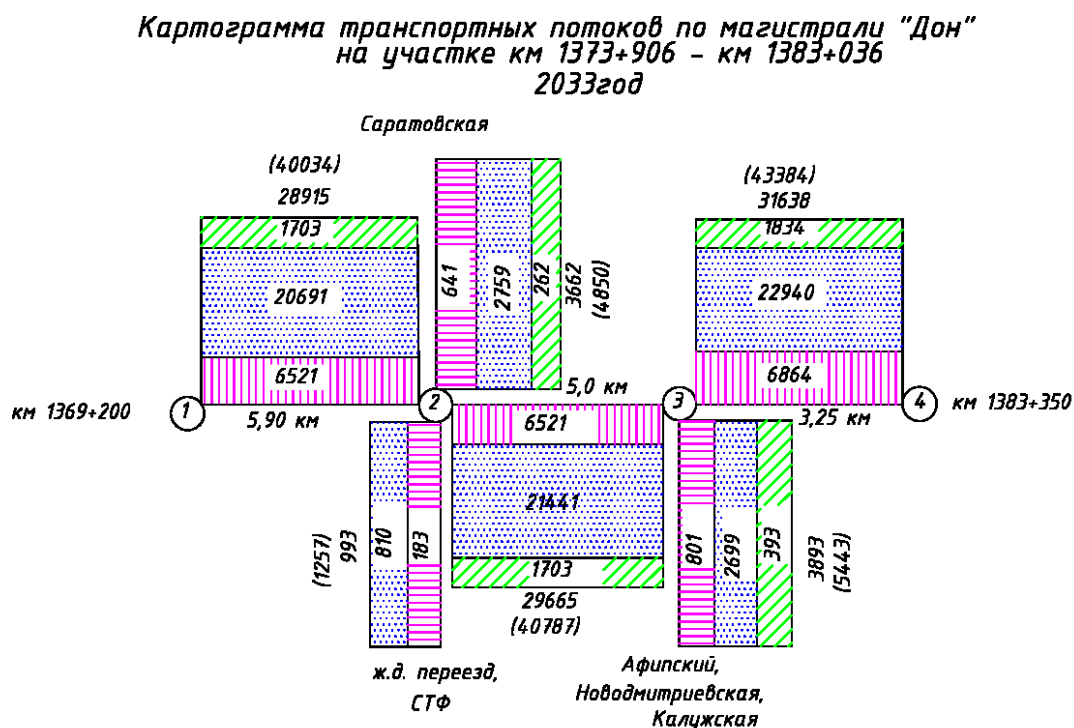 Картограмма транспортных потоков по магистрали "Дон"
на участке км 1373+906 - км 1383+036
2033год
Саратовская
(40034)
28915
1703
20691
6521
641
2759
262
3662
(4850)
(43384)
31638
1834
22940
6864
км 1369+200
1
5,90 км
2
5,0 км
3
3,25 км
4
км 1383+350
(1257)
993
810
183
6521
21441
1703
29665
(40787)
801
2699
393
3893
(5443)
ж.д. переезд,
СТФ
Афипский,
Новодмитриевская,
Калужская